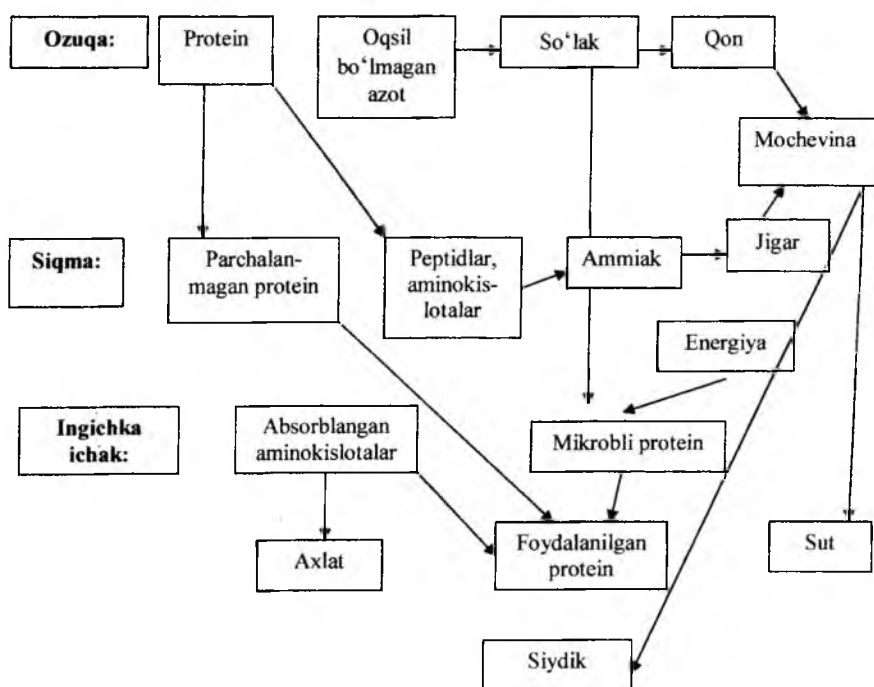 Ozuqa:
Protein
Oqsil
bo‘lmagan
azot
So‘lak
Qon
Mochevina
Siqma:
Parchalan-
magan protein
Peptidlar,
aminokis-
lotalar
Ammiak
Jigar
Energiya
Ingichka
ichak:
Absorblangan
aminokislotalar
Mikrobli protein
Axlat
Foydalanilgan
protein
Sut
Siydik